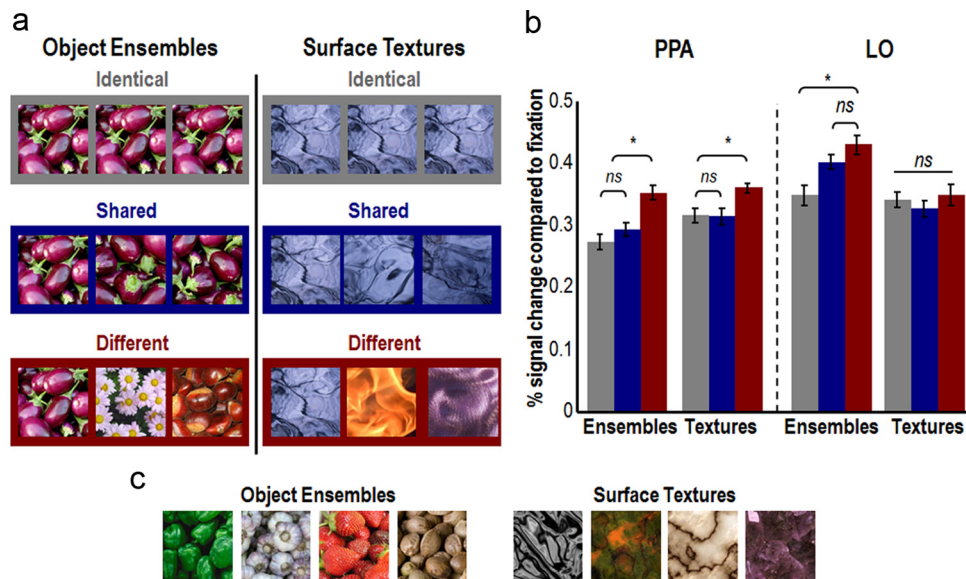 a
Object Ensembles
Surface Textures
Identical
Identical
Shared
Shared
Different
Different
b
PPA
LO
% signal change compared to fixation
0.5
0.4
0.3
0.2
0.1
0
ns
*
ns
*
*
ns
ns
Ensembles
Textures
Ensembles
Textures
c
Object Ensembles
Surface Textures